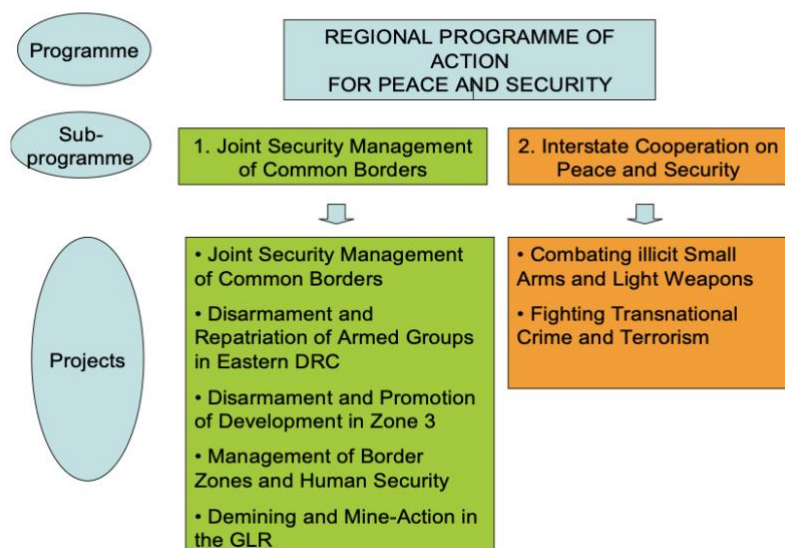 Programme
REGIONAL PROGRAMME OF
ACTION
FOR PEACE AND SECURITY
Sub-
programme
1. Joint Security Management
of Common Borders
2. Interstate Cooperation on
Peace and Security
Projects
• Joint Security Management
of Common Borders
• Disarmament and
Repatriation of Armed Groups
in Eastern DRC
• Disarmament and Promotion
of Development in Zone 3
• Management of Border
Zones and Human Security
• Demining and Mine-Action in
the GLR
• Combating illicit Small
Arms and Light Weapons
• Fighting Transnational
Crime and Terrorism